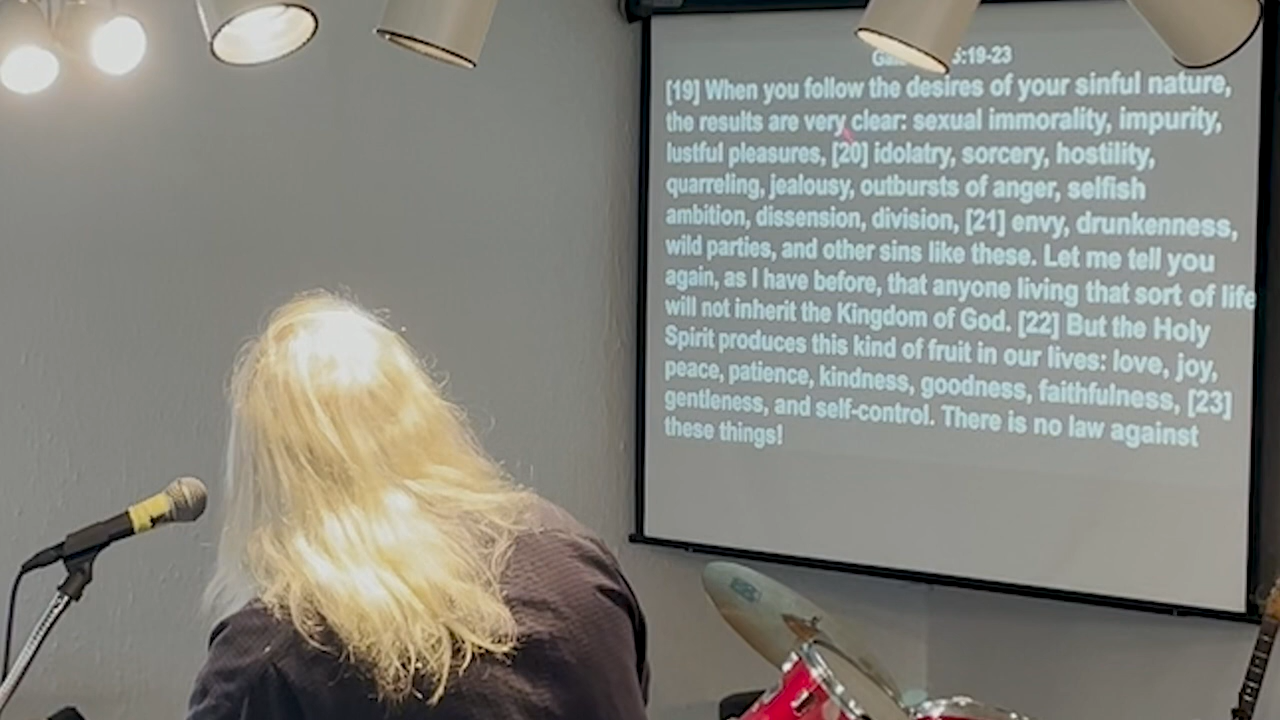 5:19-23
[19] When you follow the desires of your sinful nature,
the results are very clear: sexual immorality, impurity,
lustful pleasures, [20] idolatry, sorcery, hostility,
quarreling, jealousy, outbursts of anger, selfish
ambition, dissension, division, [21] envy, drunkenness,
wild parties, and other sins like these. Let me tell you
again, as I have before, that anyone living that sort of life
will not inherit the Kingdom of God. [22] But the Holy
Spirit produces this kind of fruit in our lives: love, joy,
peace, patience, kindness, goodness, faithfulness, [23]
gentleness, and self-control. There is no law against
these things!